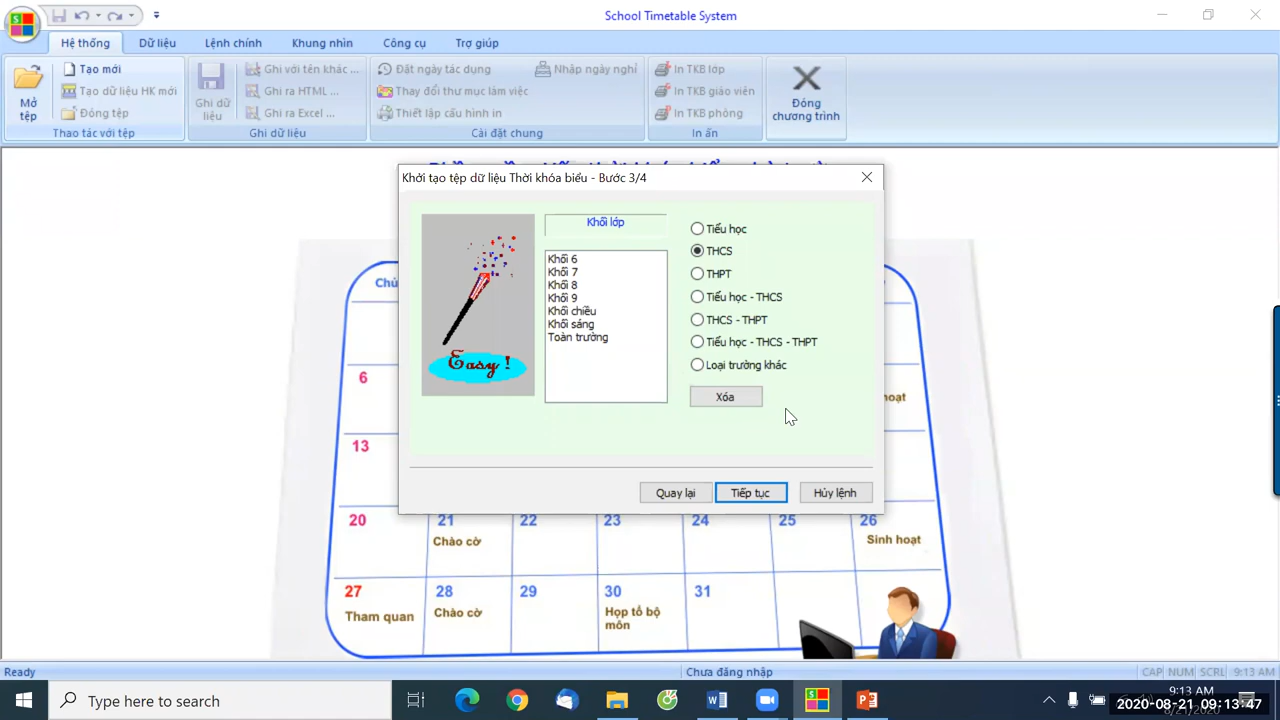 School Timetable System
Hệ thống
Dữ liệu
Lệnh chính
Khung nhìn
Công cụ
Trợ giúp
Mở tệp
Tạo mới
Tạo dữ liệu HK mới
Đóng tệp
Thao tác với tệp
Ghi dữ liệu
Ghi với tên khác ...
Ghi ra HTML ...
Ghi ra Excel ...
Ghi dữ liệu
Đặt ngày tác dụng
Nhập ngày nghỉ
Thay đổi thư mục làm việc
Thiết lập cấu hình in
Cài đặt chung
In TKB lớp
In TKB giáo viên
In TKB phòng
In ấn
Đóng chương trình
Khởi tạo tệp dữ liệu Thời khóa biểu - Bước 3/4
Easy !
Khối lớp
Khối 6
Khối 7
Khối 8
Khối 9
Khối chiều
Khối sáng
Toàn trường
Tiểu học
THCS
THPT
Tiểu học - THCS
THCS - THPT
Tiểu học - THCS - THPT
Loại trường khác
Xóa
Quay lại
Tiếp tục
Hủy lệnh
6
13
20
21
Chào cờ
22
23
24
25
26
Sinh hoạt
27
Tham quan
28
Chào cờ
29
30
Họp tổ bộ
môn
31
Ready
Chưa đăng nhập
CAP NUM SCRL 9:13 AM
Type here to search
9:13 AM
2020-08-21 09:13:47